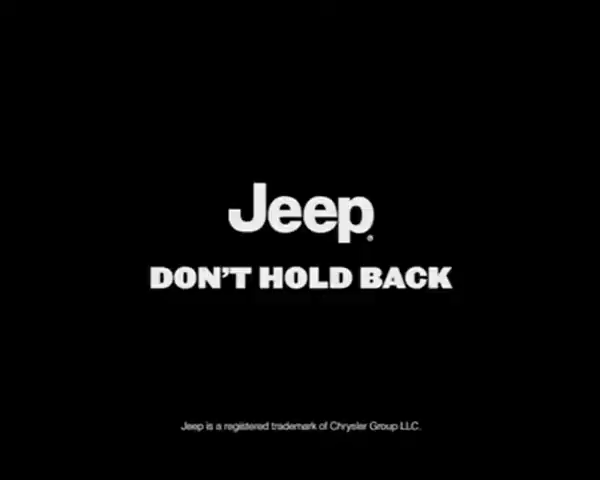 Jeep®
DON'T HOLD BACK
Jeep is a registered trademark of Chrysler Group LLC.